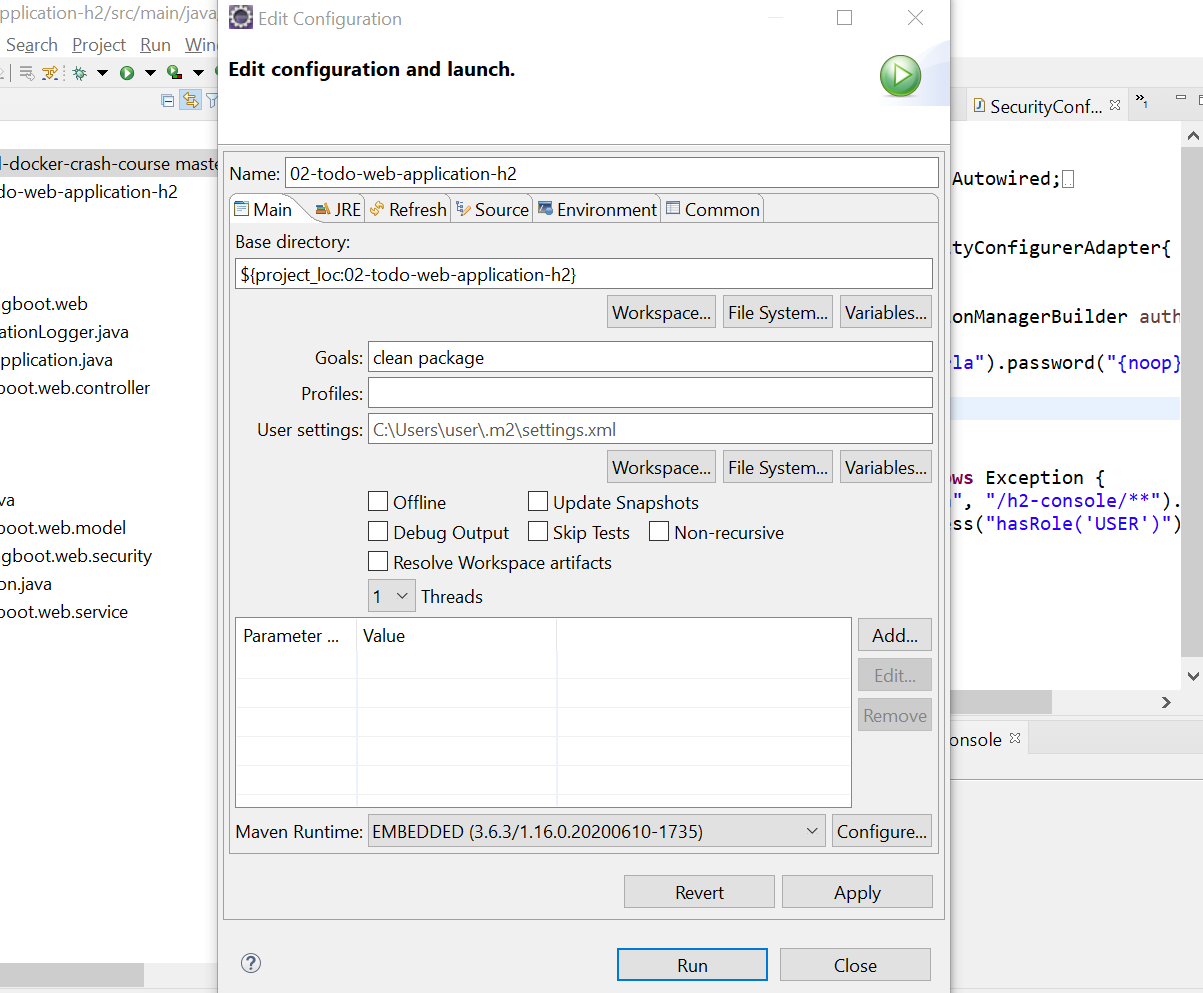 pplication-h2/src/main/java
Edit Configuration
Search Project Run Win
Edit configuration and launch.
l-docker-crash-course maste
do-web-application-h2
gboot.web
ationLogger.java
pplication.java
boot.web.controller
va
boot.web.model
gboot.web.security
on.java
boot.web.service
Name: 02-todo-web-application-h2
Main JRE Refresh Source Environment Common
Base directory:
${project_loc:02-todo-web-application-h2}
Workspace... File System... Variables...
Goals: clean package
Profiles:
User settings: C:\Users\user\.m2\settings.xml
Workspace... File System... Variables...
Offline Update Snapshots
Debug Output Skip Tests Non-recursive
Resolve Workspace artifacts
1 Threads
Parameter ... Value
Add...
Edit...
Remove
Maven Runtime: EMBEDDED (3.6.3/1.16.0.20200610-1735) Configure...
Revert Apply
Run Close
SecurityConf... »1
Autowired;
tyConfigurerAdapter{
onManagerBuilder auth
la").password("{noop}
ws Exception {
", "/h2-console/**").
ss("hasRole('USER')")
onsole